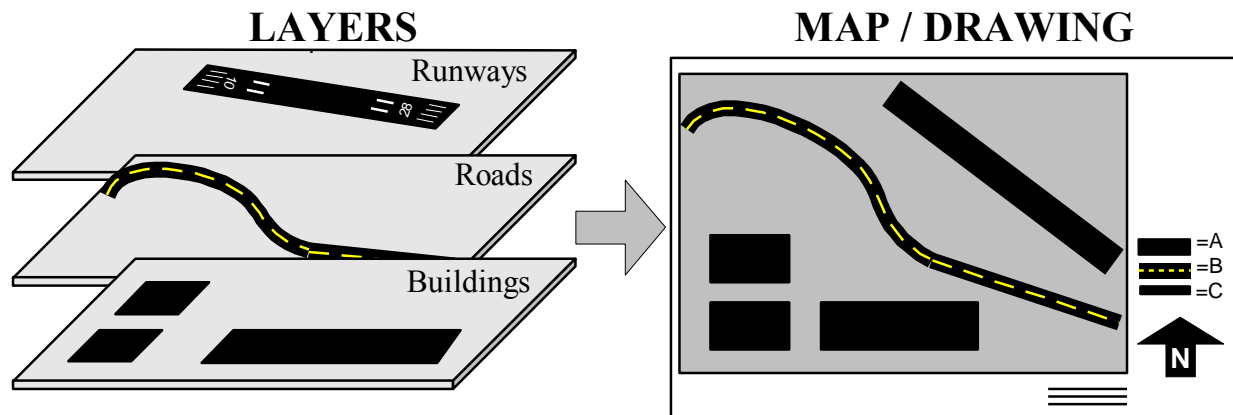 LAYERS
MAP / DRAWING
Runways
10
28
Roads
Buildings
=A
=B
=C
N